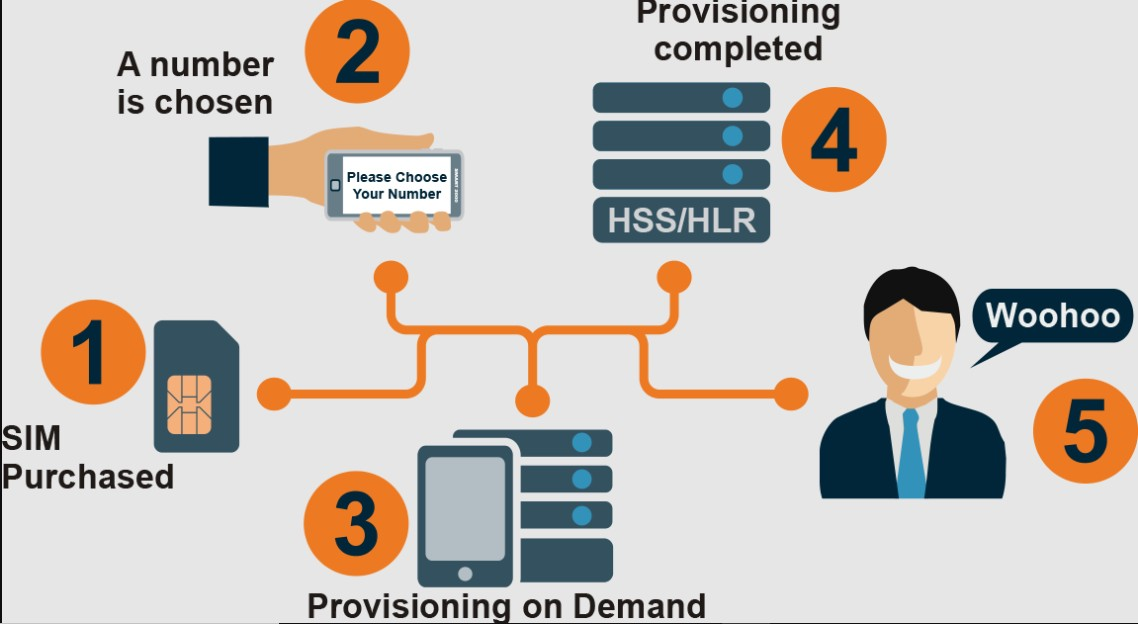 1
SIM
Purchased
2
A number
is chosen
Please Choose
Your Number
3
Provisioning on Demand
Provisioning
completed
4
HSS/HLR
Woohoo
5